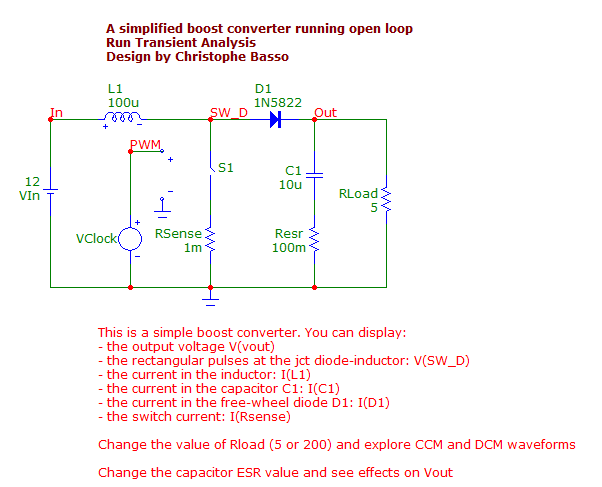 A simplified boost converter running open loop
Run Transient Analysis
Design by Christophe Basso
L1
100u
D1
1N5822
In
SW_D
Out
PWM
S1
C1
10u
12
VIn
RLoad
5
VClock
RSense
1m
Resr
100m
This is a simple boost converter. You can display:
- the output voltage V(vout)
- the rectangular pulses at the jct diode-inductor: V(SW_D)
- the current in the inductor: I(L1)
- the current in the capacitor C1: I(C1)
- the current in the free-wheel diode D1: I(D1)
- the switch current: I(Rsense)
Change the value of Rload (5 or 200) and explore CCM and DCM waveforms
Change the capacitor ESR value and see effects on Vout